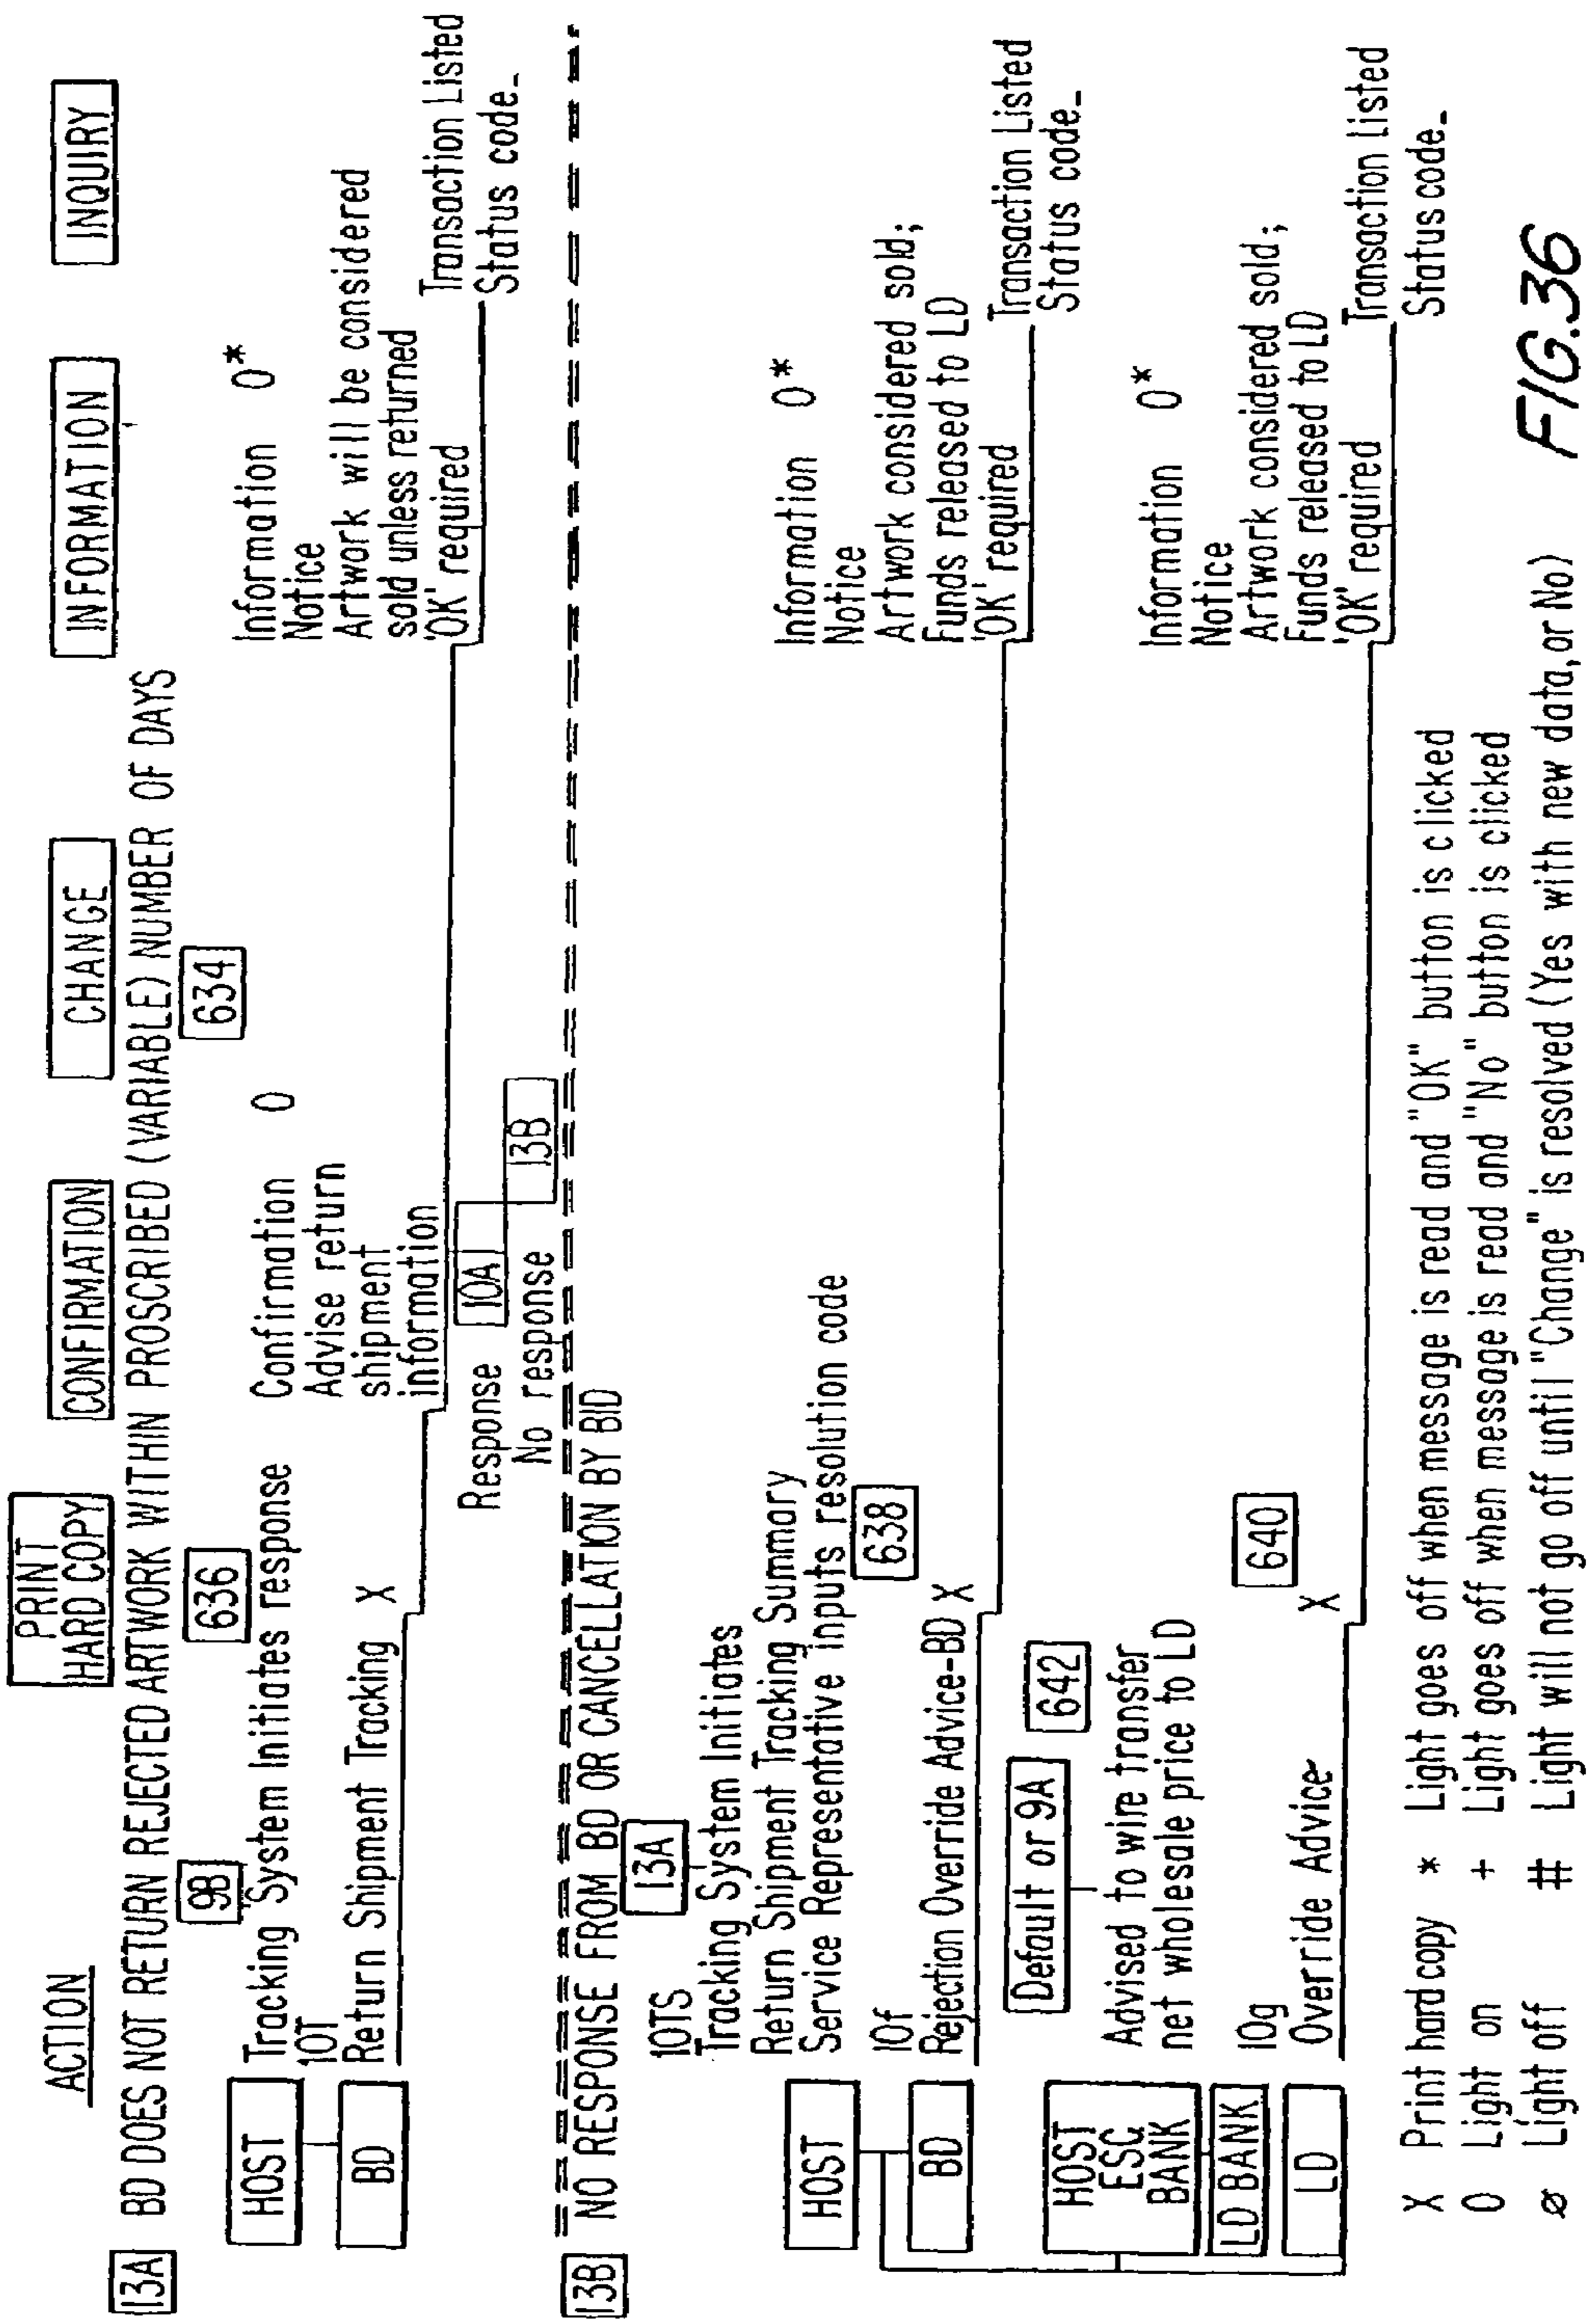 ACTION
PRINT
HARD COPY
CONFIRMATION
CHANGE
INFORMATION
INQUIRY
13A BD DOES NOT RETURN REJECTED ARTWORK WITHIN PROSCRIBED (VARIABLE) NUMBER OF DAYS
9B
636
634
HOST
Tracking System Initiates response
10T
BD
Return Shipment Tracking X
Confirmation O
Advise return
shipment
information
Information O*
Notice
Artwork will be considered
sold unless returned
'OK' required
Transaction Listed
Status code_
Response 10A
No response 13B
13B NO RESPONSE FROM BD OR CANCELLATION BY BID
13A
10TS
Tracking System Initiates
Return Shipment Tracking Summary
Service Representative inputs resolution code
HOST
638
10f
BD
Rejection Override Advice-BD X
Information O*
Notice
Artwork considered sold;
Funds released to LD
'OK' required
Transaction Listed
Status code_
Default or 9A
642
HOST
ESC
BANK
Advised to wire transfer
net wholesale price to LD
LD BANK
640
10g
LD
Override Advice X
Information O*
Notice
Artwork considered sold;
Funds released to LD
'OK' required
Transaction Listed
Status code_
X Print hard copy * Light goes off when message is read and "OK" button is clicked
O Light on + Light goes off when message is read and "No" button is clicked
ø Light off # Light will not go off until "Change" is resolved (Yes with new data, or No)
FIG.36